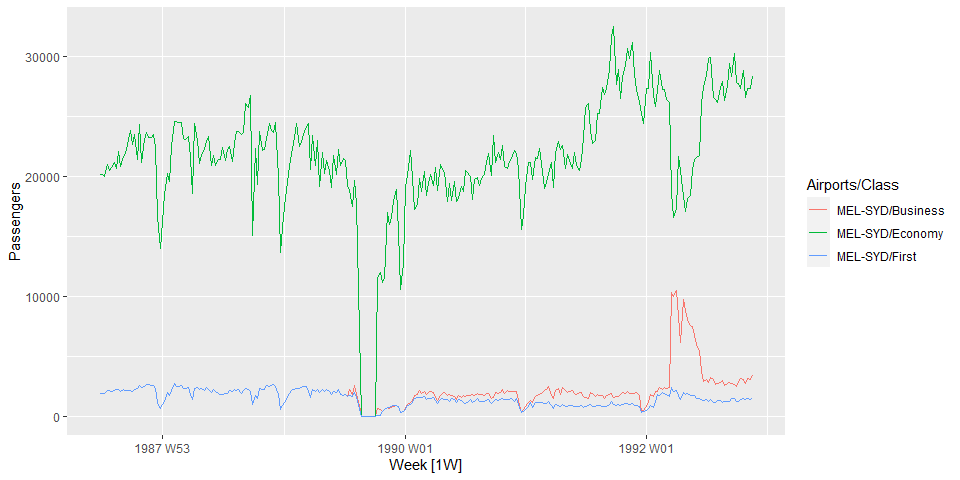 30000
20000
10000
0
Passengers
1987 W53
1990 W01
1992 W01
Week [1W]
Airports/Class
MEL-SYD/Business
MEL-SYD/Economy
MEL-SYD/First